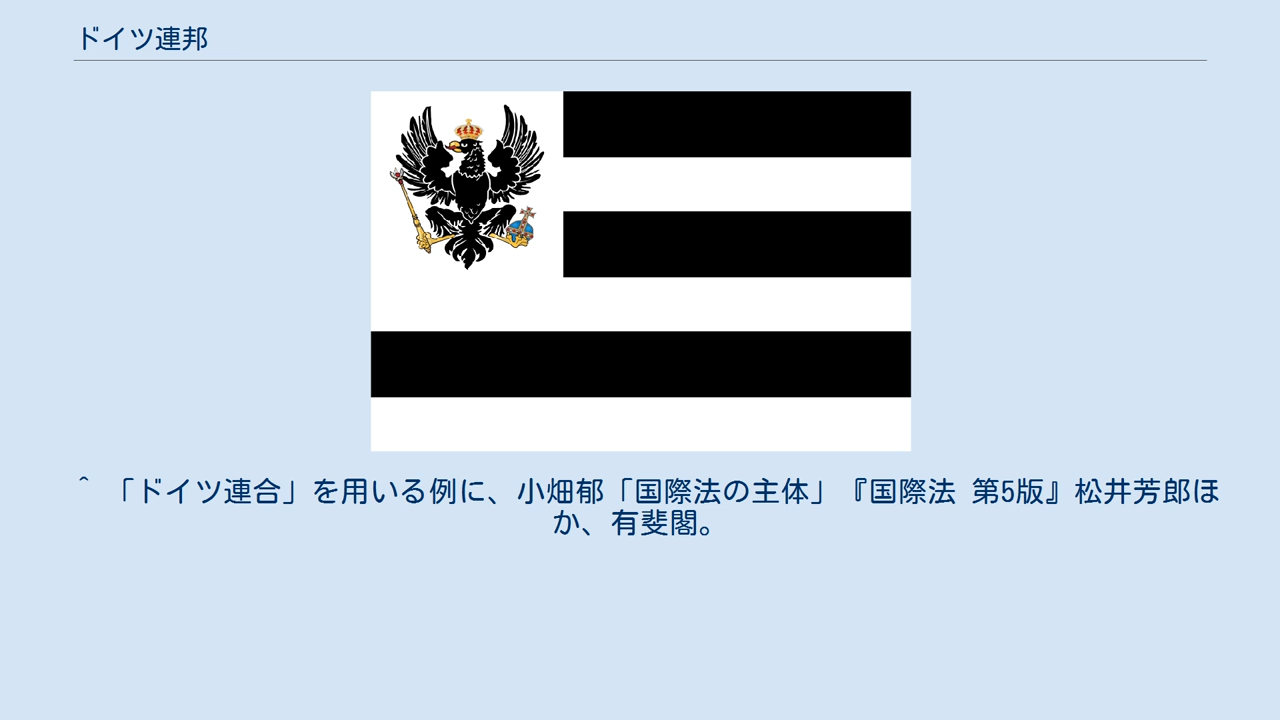 ドイツ連邦
^ 「ドイツ連合」を用いる例に、小畑郁「国際法の主体」『国際法 第5版』松井芳郎ほ
か、有斐閣。